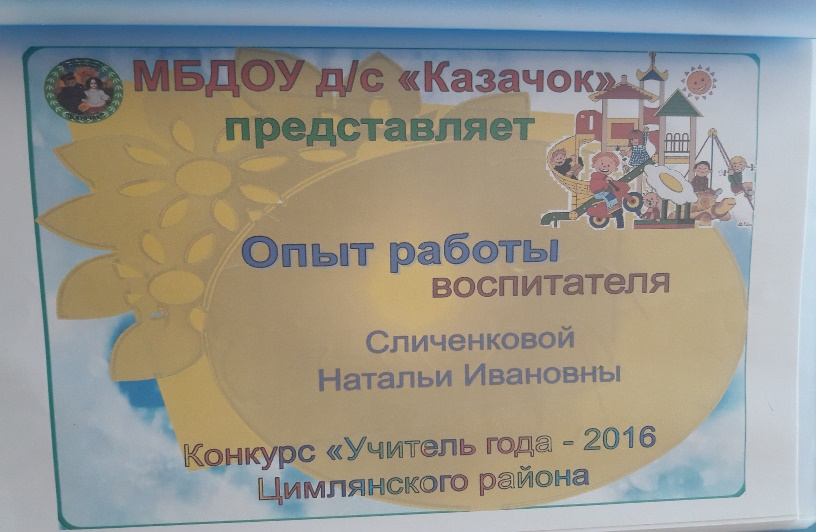 МБДОУ д/с «Казачок»
представляет
Опыт работы
воспитателя
Сличенковой
Натальи Ивановны
Конкурс «Учитель года - 2016
Цимлянского района